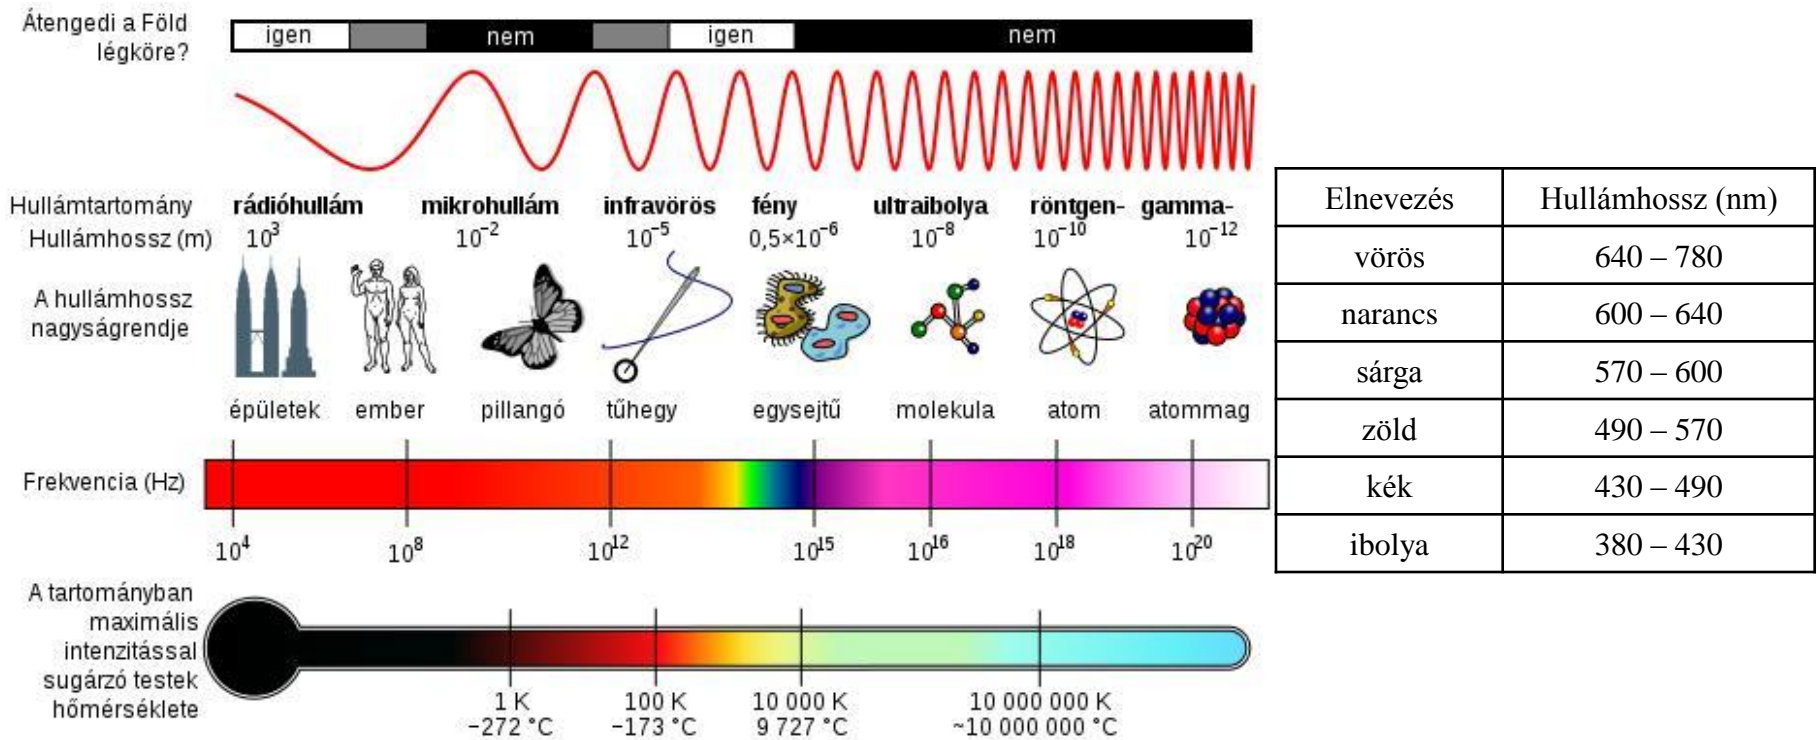 Átengedi a Föld
légköre?
igen nem igen nem
Hullámtartomány rádióhullám mikrohullám infravörös fény ultraibolya röntgen- gamma-
Hullámhossz (m) 10³ 10⁻² 10⁻⁵ 0,5×10⁻⁶ 10⁻⁸ 10⁻¹⁰ 10⁻¹²
A hullámhossz
nagyságrendje
épületek ember pillangó tűhegy egysejtű molekula atom atommag
Frekvencia (Hz)
10⁴ 10⁸ 10¹² 10¹⁵ 10¹⁶ 10¹⁸ 10²⁰
A tartományban
maximális
intenzitással
sugárzó testek
hőmérséklete
1 K 100 K 10 000 K 10 000 000 K
−272 °C −173 °C 9 727 °C ~10 000 000 °C
Elnevezés Hullámhossz (nm)
vörös 640 – 780
narancs 600 – 640
sárga 570 – 600
zöld 490 – 570
kék 430 – 490
ibolya 380 – 430